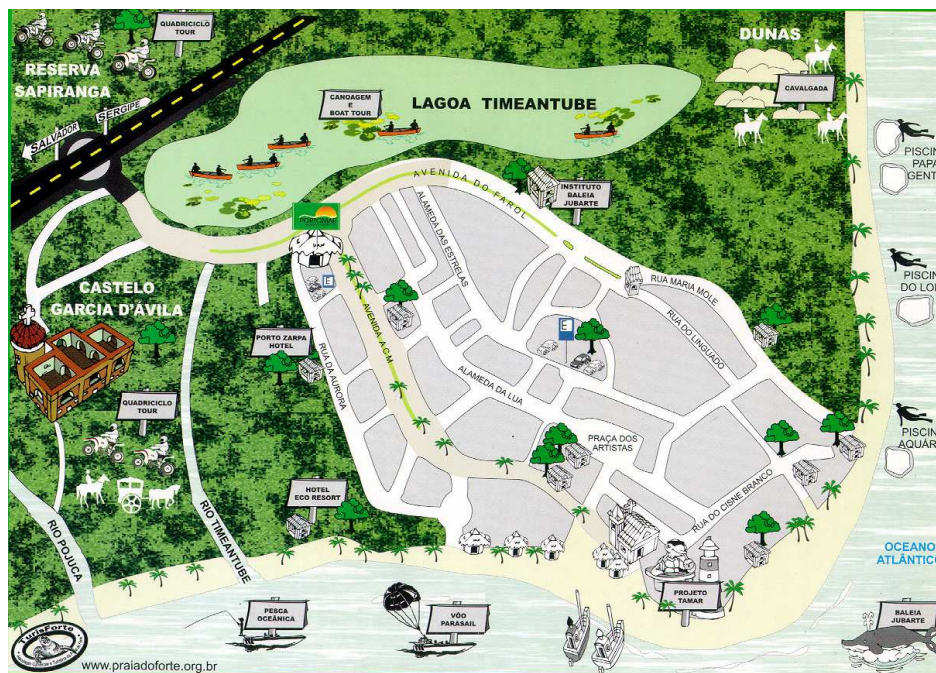 QUADRICICLO
TOUR
RESERVA
SAPIRANGA
SALVADOR
SERGIPE
CANOAGEM
E
BOAT TOUR
LAGOA TIMEANTUBE
DUNAS
CAVALGADA
PISCIN
PAPA
GENT
AVENIDA DO FAROL
INSTITUTO
BALEIA
JUBARTE
PORTOMAR
E
ALAMEDA DAS ESTRELAS
RUA MARIA MOLE
PISCIN
DO LOR
CASTELO
GARCIA D'ÁVILA
AVENIDA A.C.M
RUA DO LINGUADO
E
PORTO ZARPA
HOTEL
RUA DA AURORA
ALAMEDA DA LUA
QUADRICICLO
TOUR
PRAÇA DOS
ARTISTAS
PISCIN
AQUÁR
HOTEL
ECO RESORT
RUA DO CISNE BRANCO
RIO POJUCA
RIO TIMEANTUBE
OCEANO
ATLÂNTICO
PESCA
OCEÂNICA
VÔO
PARASAIL
PROJETO
TAMAR
BALEIA
JUBARTE
TurisForte
www.praiadoforte.org.br